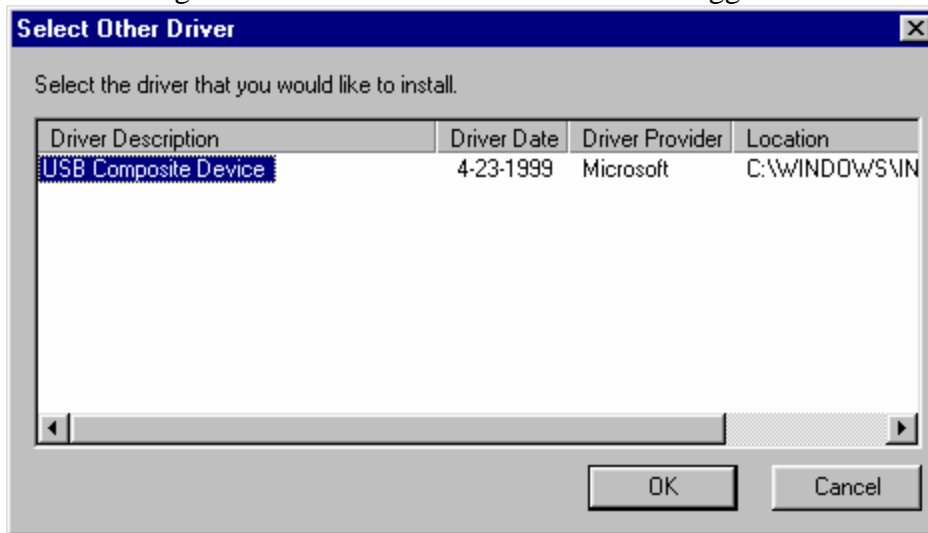 Select Other Driver
Select the driver that you would like to install.
Driver Description Driver Date Driver Provider Location
USB Composite Device 4-23-1999 Microsoft C:\WINDOWS\IN
OK Cancel